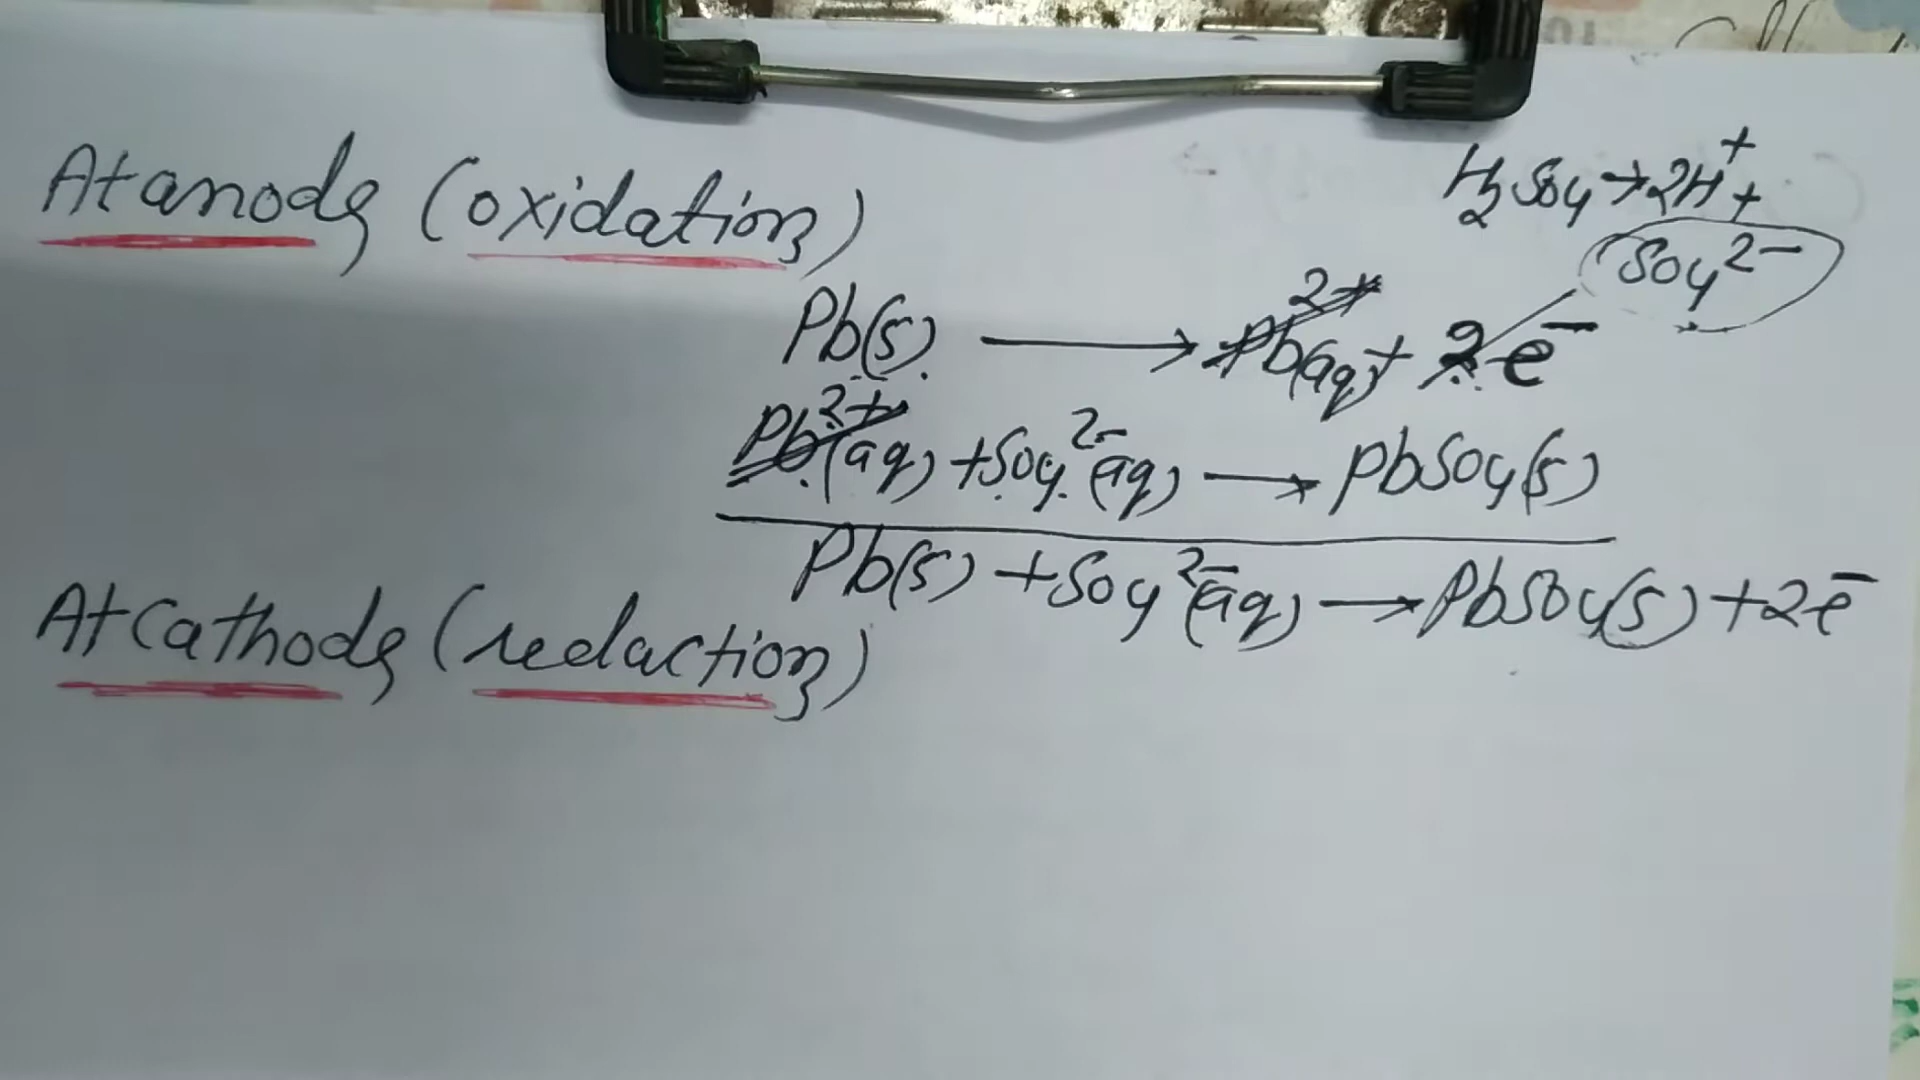 At anode (oxidation)
H2SO4 → 2H+ +
SO4 2-
Pb(s) → Pb2+(aq) + 2e-
Pb2+(aq) + SO4 2-(aq) → PbSO4(s)
Pb(s) + SO4 2-(aq) → PbSO4(s) + 2e-
At Cathode (reduction)